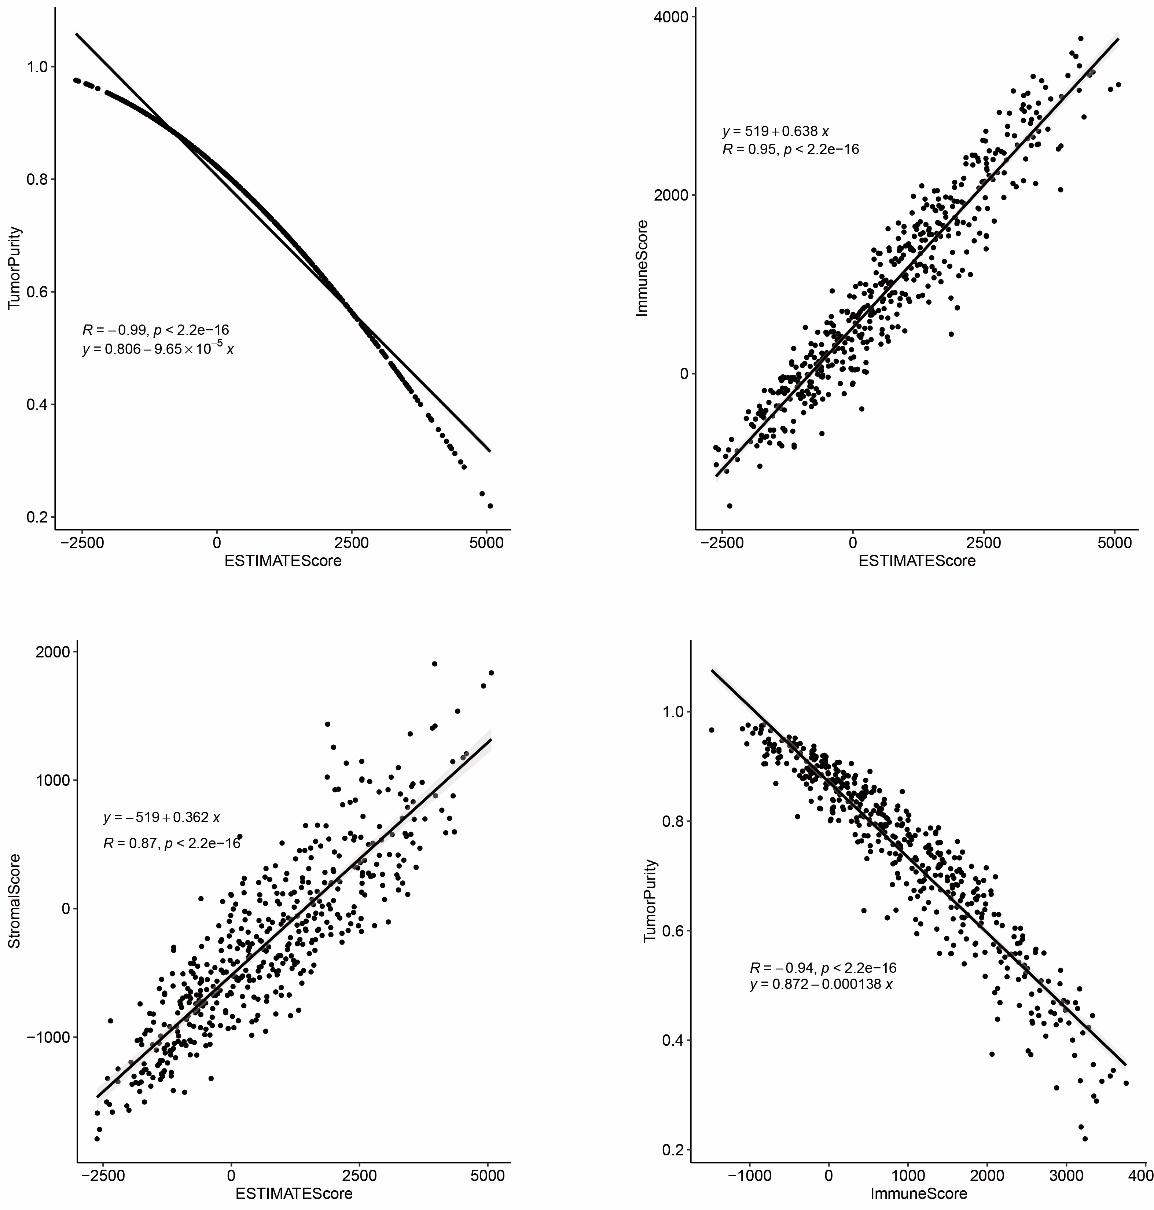 1.0
0.8
0.6
0.4
0.2
TumorPurity
R = −0.99, p < 2.2e−16
y = 0.806 − 9.65 × 10⁻⁵ x
−2500 0 2500 5000
ESTIMATEScore
4000
2000
0
ImmuneScore
y = 519 + 0.638 x
R = 0.95, p < 2.2e−16
−2500 0 2500 5000
ESTIMATEScore
2000
1000
0
−1000
StromalScore
y = −519 + 0.362 x
R = 0.87, p < 2.2e−16
−2500 0 2500 5000
ESTIMATEScore
1.0
0.8
0.6
0.4
0.2
TumorPurity
R = −0.94, p < 2.2e−16
y = 0.872 − 0.000138 x
−1000 0 1000 2000 3000 400
ImmuneScore